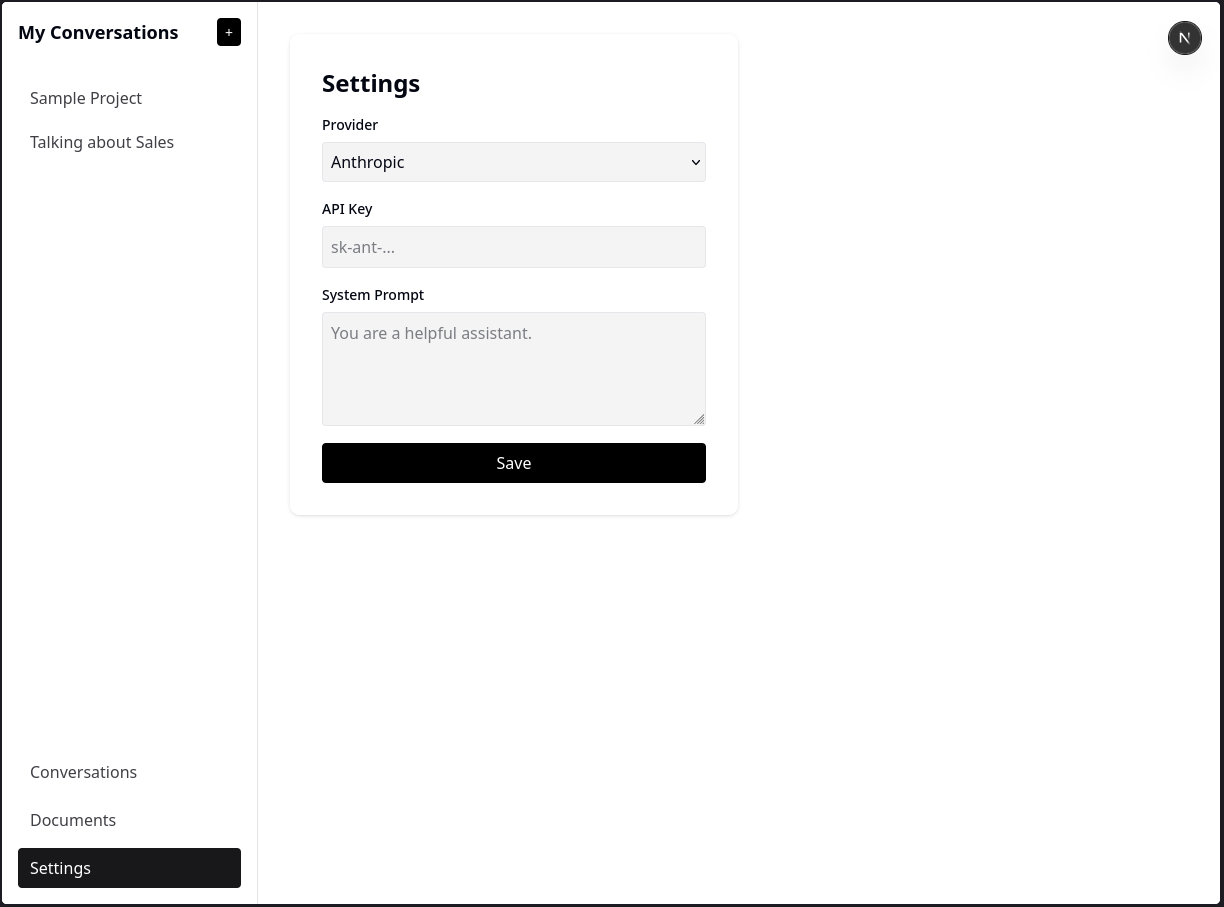 My Conversations
+
Sample Project
Talking about Sales
Conversations
Documents
Settings
Settings
Provider
Anthropic
API Key
sk-ant-...
System Prompt
You are a helpful assistant.
Save
N